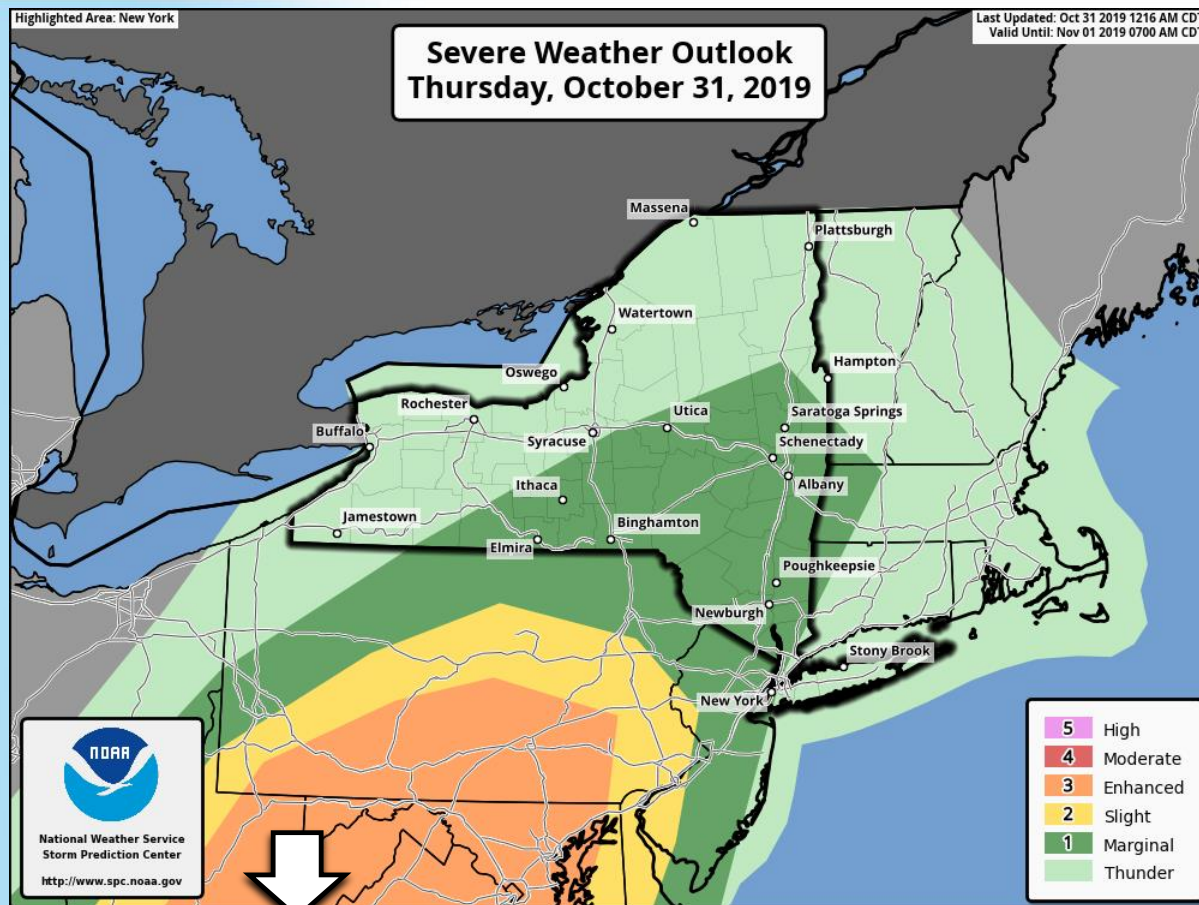 Highlighted Area: New York
Last Updated: Oct 31 2019 1216 AM CDT
Valid Until: Nov 01 2019 0700 AM CDT
Severe Weather Outlook
Thursday, October 31, 2019
Massena
Plattsburgh
Watertown
Hampton
Oswego
Rochester
Utica
Saratoga Springs
Buffalo
Syracuse
Schenectady
Ithaca
Albany
Jamestown
Binghamton
Elmira
Poughkeepsie
Newburgh
Stony Brook
New York
NOAA
National Weather Service
Storm Prediction Center
http://www.spc.noaa.gov
5 High
4 Moderate
3 Enhanced
2 Slight
1 Marginal
Thunder